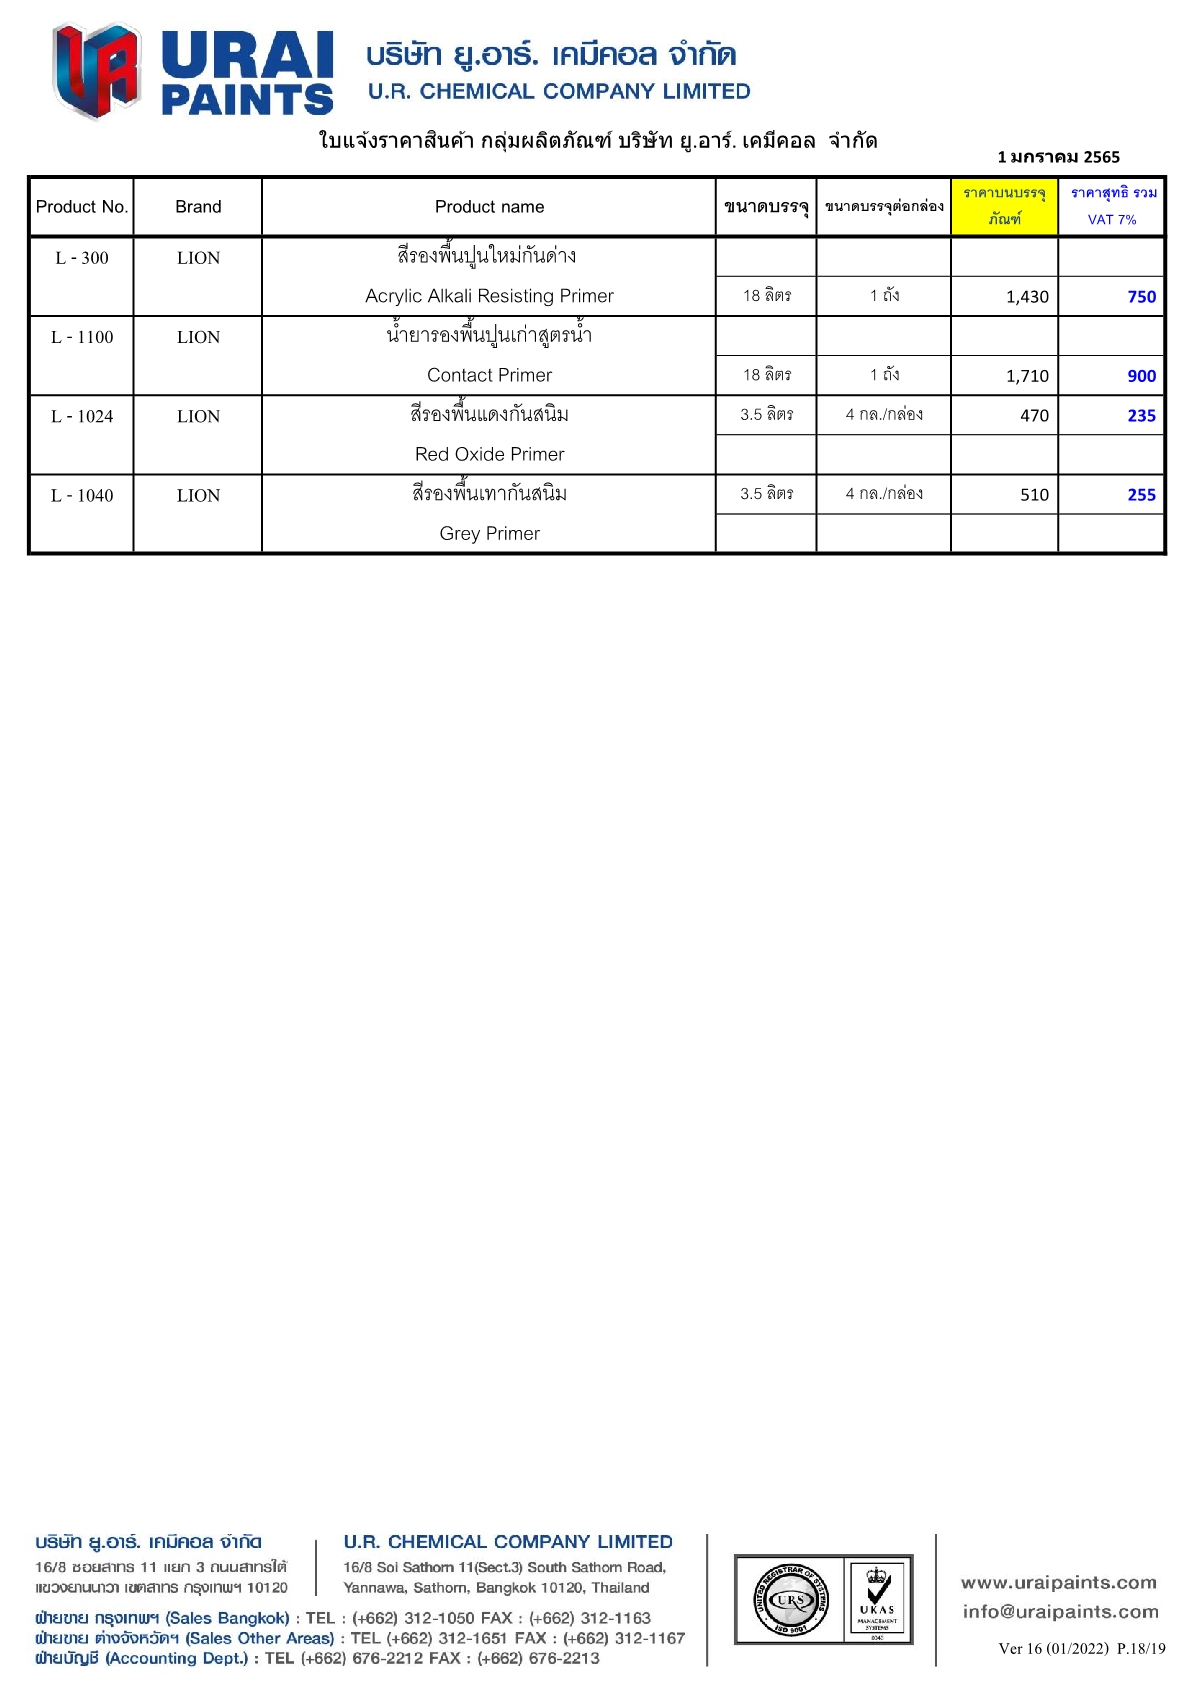 URAI
PAINTS
บริษัท ยู.อาร์. เคมีคอล จำกัด
U.R. CHEMICAL COMPANY LIMITED
ใบแจ้งราคาสินค้า กลุ่มผลิตภัณฑ์ บริษัท ยู.อาร์. เคมีคอล จำกัด
1 มกราคม 2565
Product No. Brand Product name ขนาดบรรจุ ขนาดบรรจุต่อกล่อง ราคาบนบรรจุ ราคาสุทธิ รวม
ภัณฑ์ VAT 7%
L - 300 LION สีรองพื้นปูนใหม่กันด่าง
Acrylic Alkali Resisting Primer 18 ลิตร 1 ถัง 1,430 750
L - 1100 LION น้ำยารองพื้นปูนเก่าสูตรน้ำ
Contact Primer 18 ลิตร 1 ถัง 1,710 900
L - 1024 LION สีรองพื้นแดงกันสนิม 3.5 ลิตร 4 กล./กล่อง 470 235
Red Oxide Primer
L - 1040 LION สีรองพื้นเทากันสนิม 3.5 ลิตร 4 กล./กล่อง 510 255
Grey Primer
บริษัท ยู.อาร์. เคมีคอล จำกัด
16/8 ซอยสาทร 11 แยก 3 ถนนสาทรใต้
แขวงยานนาวา เขตสาทร กรุงเทพฯ 10120
U.R. CHEMICAL COMPANY LIMITED
16/8 Soi Sathorn 11(Sect.3) South Sathorn Road,
Yannawa, Sathorn, Bangkok 10120, Thailand
ฝ่ายขาย กรุงเทพฯ (Sales Bangkok) : TEL : (+662) 312-1050 FAX : (+662) 312-1163
ฝ่ายขาย ต่างจังหวัดฯ (Sales Other Areas) : TEL (+662) 312-1651 FAX : (+662) 312-1167
ฝ่ายบัญชี (Accounting Dept.) : TEL (+662) 676-2212 FAX : (+662) 676-2213
UNITED REGISTRAR OF SYSTEMS
URS
ISO 9001
UKAS
MANAGEMENT
SYSTEMS
www.uraipaints.com
info@uraipaints.com
Ver 16 (01/2022) P.18/19